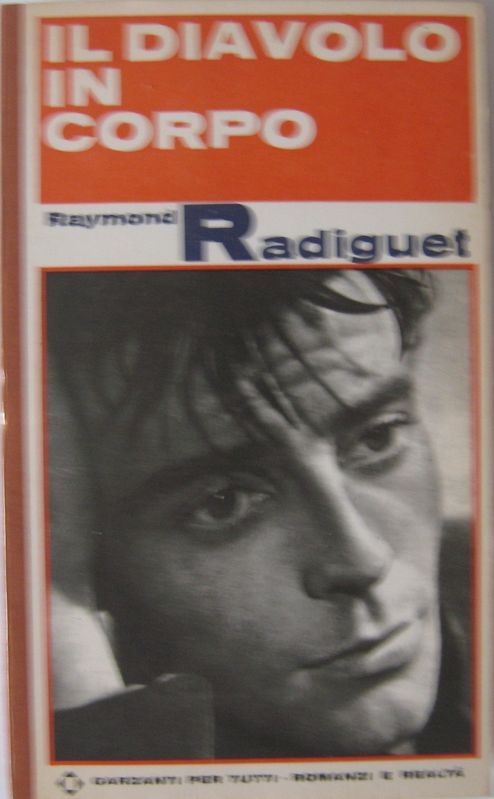 IL DIAVOLO
IN
CORPO
Raymond Radiguet
GARZANTI PER TUTTI - ROMANZI E REALTÀ